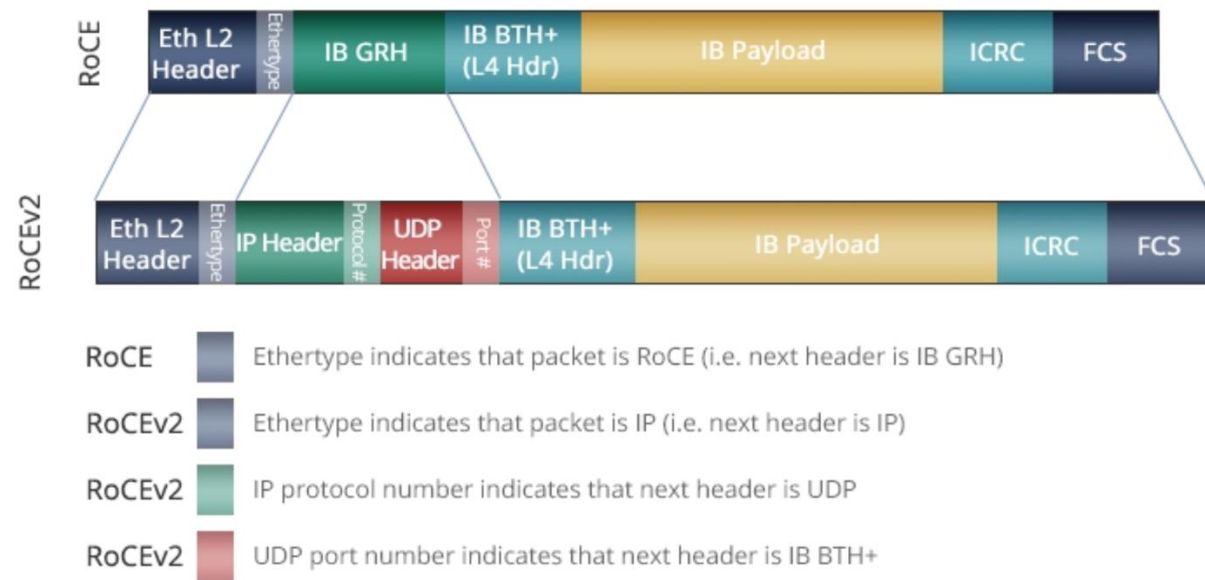 RoCE
Eth L2
Header
Ethertype
IB GRH
IB BTH+
(L4 Hdr)
IB Payload
ICRC
FCS
RoCEv2
Eth L2
Header
Ethertype
IP Header
Protocol #
UDP
Header
Port #
IB BTH+
(L4 Hdr)
IB Payload
ICRC
FCS
RoCE Ethertype indicates that packet is RoCE (i.e. next header is IB GRH)
RoCEv2 Ethertype indicates that packet is IP (i.e. next header is IP)
RoCEv2 IP protocol number indicates that next header is UDP
RoCEv2 UDP port number indicates that next header is IB BTH+